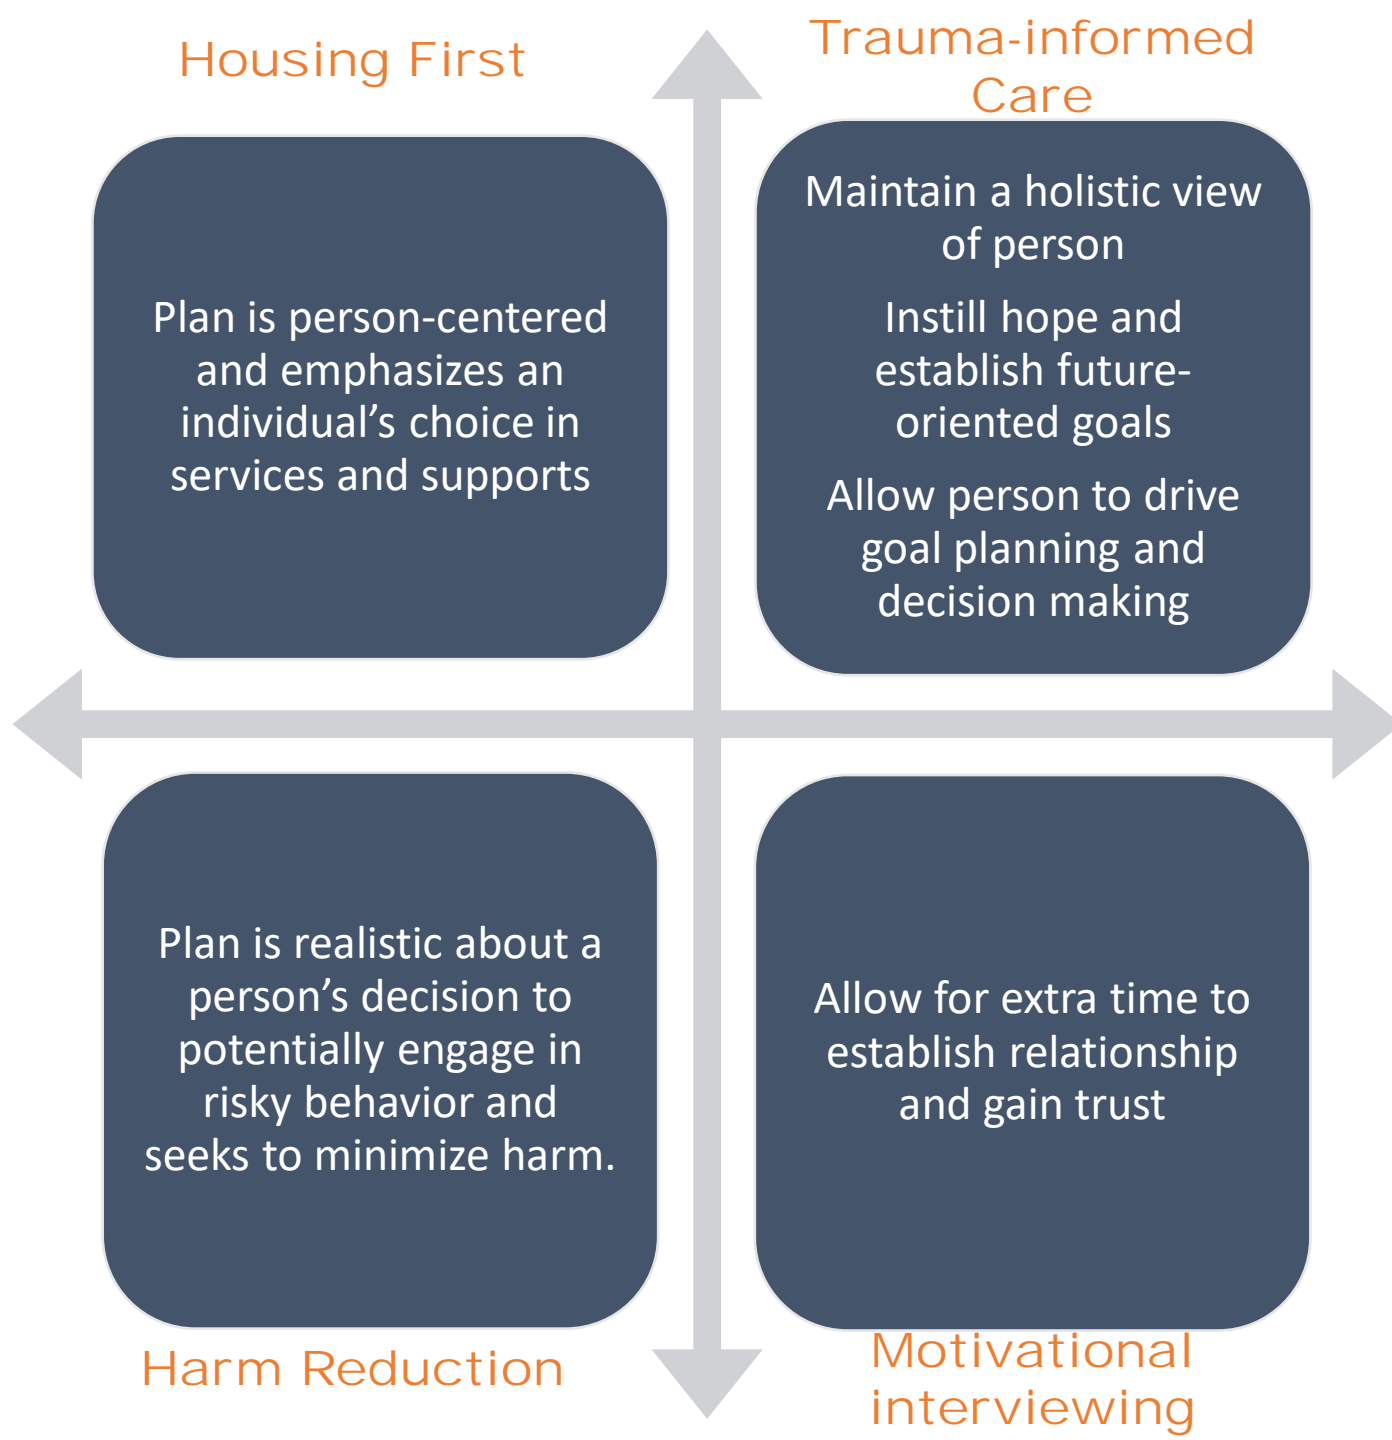 Housing First
Plan is person-centered
and emphasizes an
individual’s choice in
services and supports
Trauma-informed
Care
Maintain a holistic view
of person
Instill hope and
establish future-
oriented goals
Allow person to drive
goal planning and
decision making
Plan is realistic about a
person’s decision to
potentially engage in
risky behavior and
seeks to minimize harm.
Harm Reduction
Allow for extra time to
establish relationship
and gain trust
Motivational
interviewing